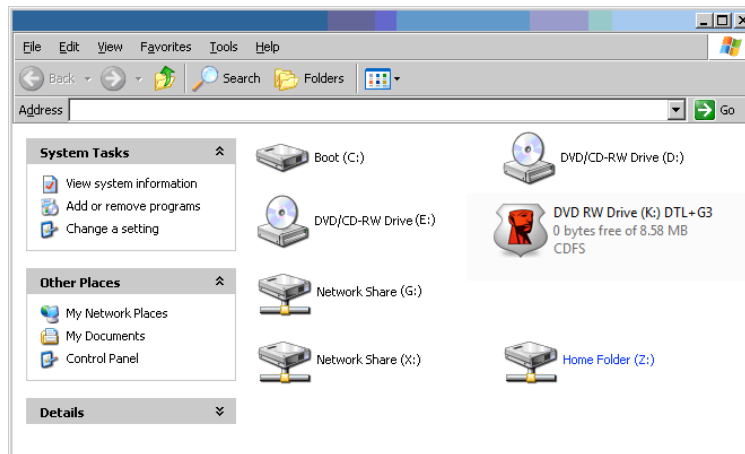 File Edit View Favorites Tools Help
Back Search Folders
Address Go
System Tasks
View system information
Add or remove programs
Change a setting
Other Places
My Network Places
My Documents
Control Panel
Details
Boot (C:)
DVD/CD-RW Drive (D:)
DVD/CD-RW Drive (E:)
DVD RW Drive (K:) DTL+G3
0 bytes free of 8.58 MB
CDFS
Network Share (G:)
Network Share (X:)
Home Folder (Z:)